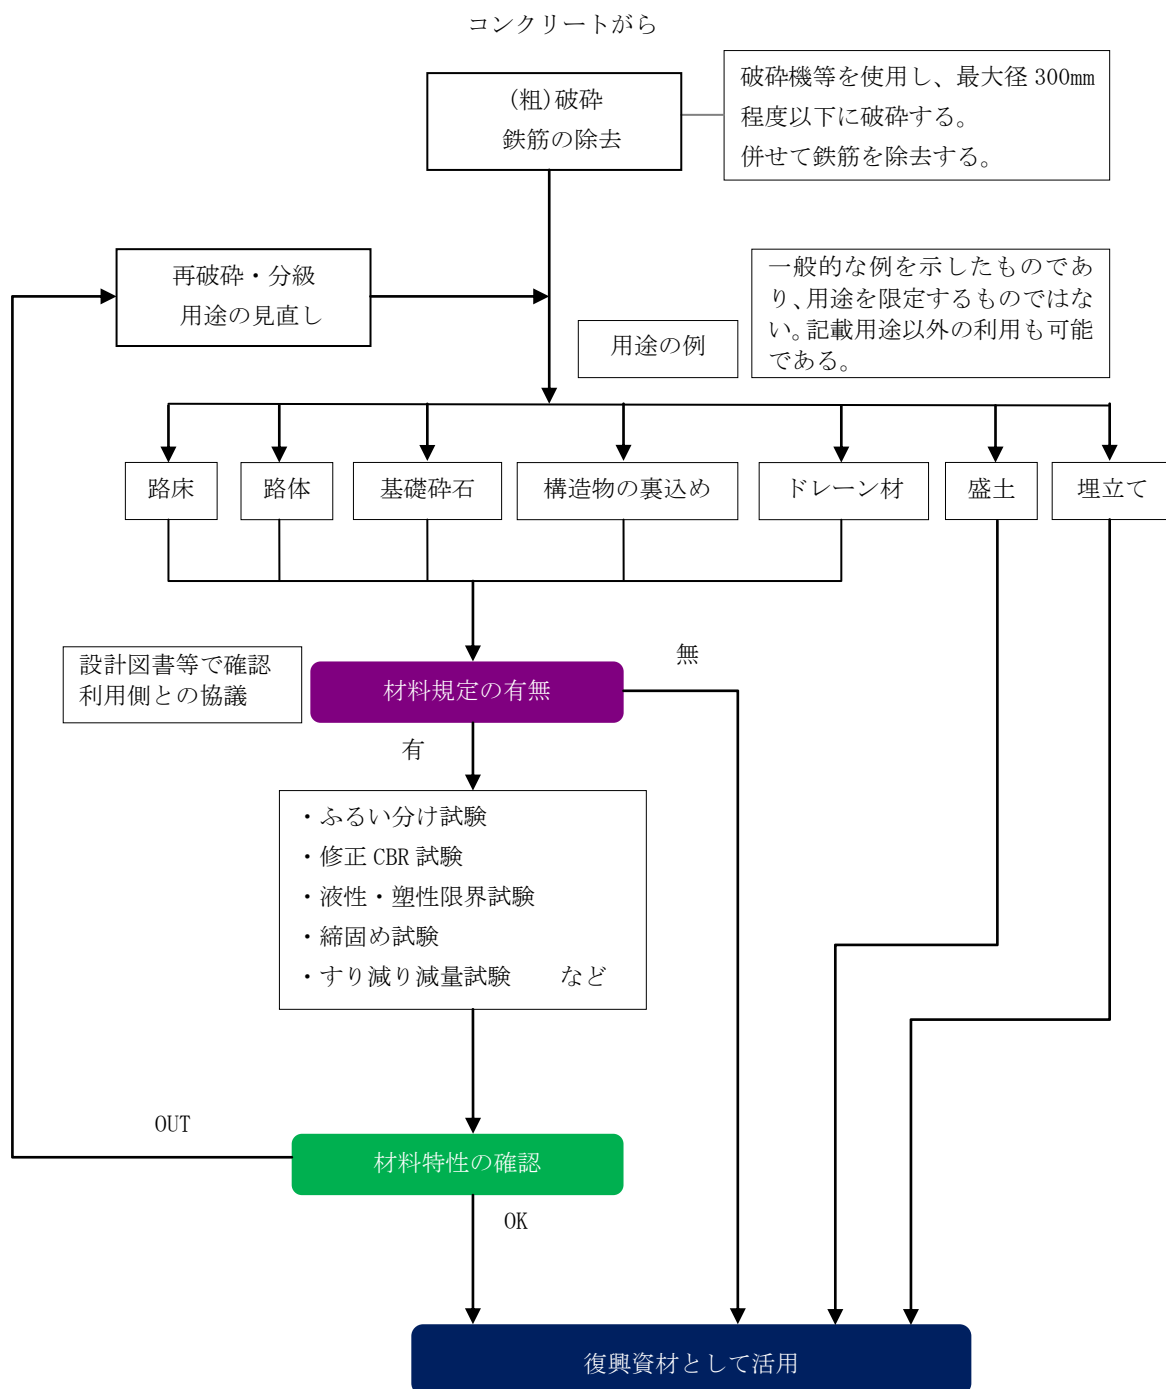 コンクリートがら
(粗)破砕
鉄筋の除去
破砕機等を使用し、最大径 300mm
程度以下に破砕する。
併せて鉄筋を除去する。
再破砕・分級
用途の見直し
用途の例
一般的な例を示したものであ
り、用途を限定するものではな
い。記載用途以外の利用も可能
である。
路床
路体
基礎砕石
構造物の裏込め
ドレーン材
盛土
埋立て
設計図書等で確認
利用側との協議
材料規定の有無
無
有
・ふるい分け試験
・修正 CBR 試験
・液性・塑性限界試験
・締固め試験
・すり減り減量試験　　など
OUT
材料特性の確認
OK
復興資材として活用